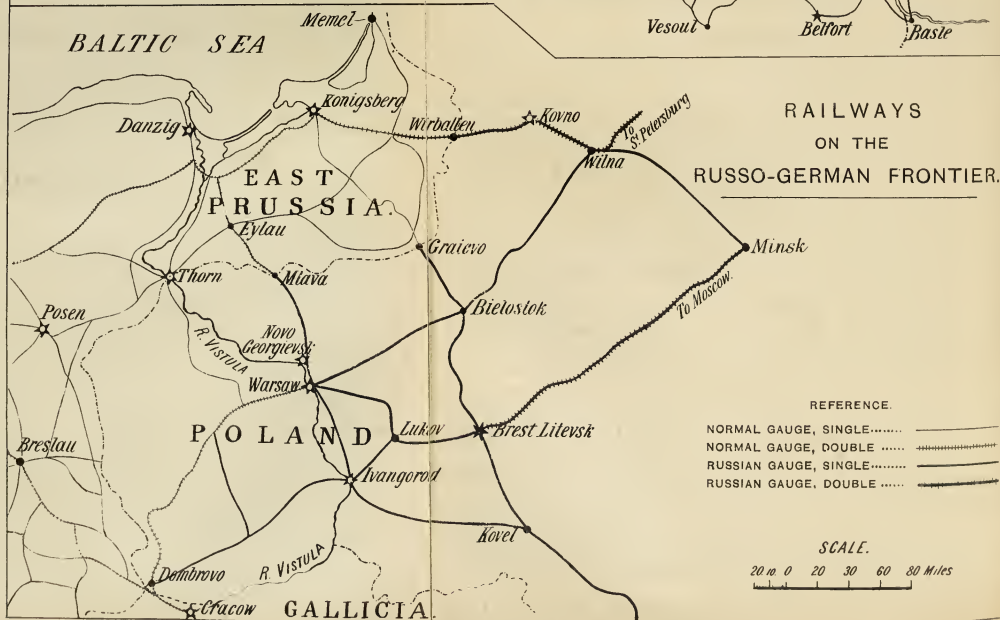 Vesoul
Belfort
Basle
Memel
BALTIC SEA
Konigsberg
Danzig
Wirballen
Kovno
To St. Petersburg
Wilna
RAILWAYS
ON THE
RUSSO-GERMAN FRONTIER.
EAST
PRUSSIA.
Eylau
Graievo
Minsk
Thorn
Mlava
To Moscow.
Posen
R. VISTULA
Bielostok
Novo
Georgievsk
Warsaw
POLAND
Lukov
Brest Litevsk
Breslau
Ivangorod
REFERENCE.
NORMAL GAUGE, SINGLE
NORMAL GAUGE, DOUBLE
RUSSIAN GAUGE, SINGLE
RUSSIAN GAUGE, DOUBLE
Kovel
R. VISTULA
Dombrovo
Cracow
GALLICIA.
SCALE.
20 10 0 20 30 60 80 Miles